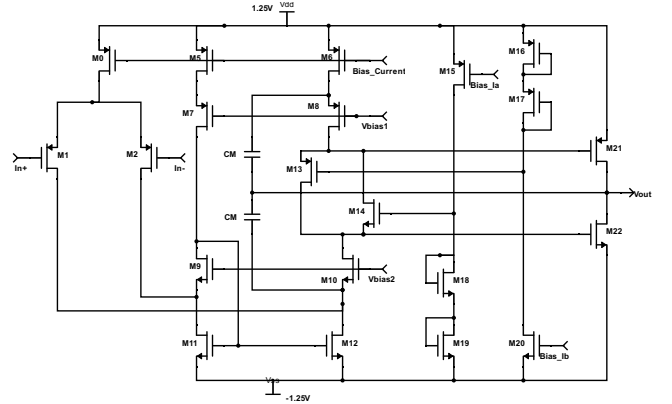 Vdd
1.25V
M0
M5
M6
M15
M16
Bias_Current
Bias_Ia
M7
M8
M17
Vbias1
M1
M2
CM
M13
M21
In+
In-
Vout
M14
CM
M22
M9
M10
Vbias2
M18
M11
M12
M19
M20
Bias_Ib
Vss
-1.25V